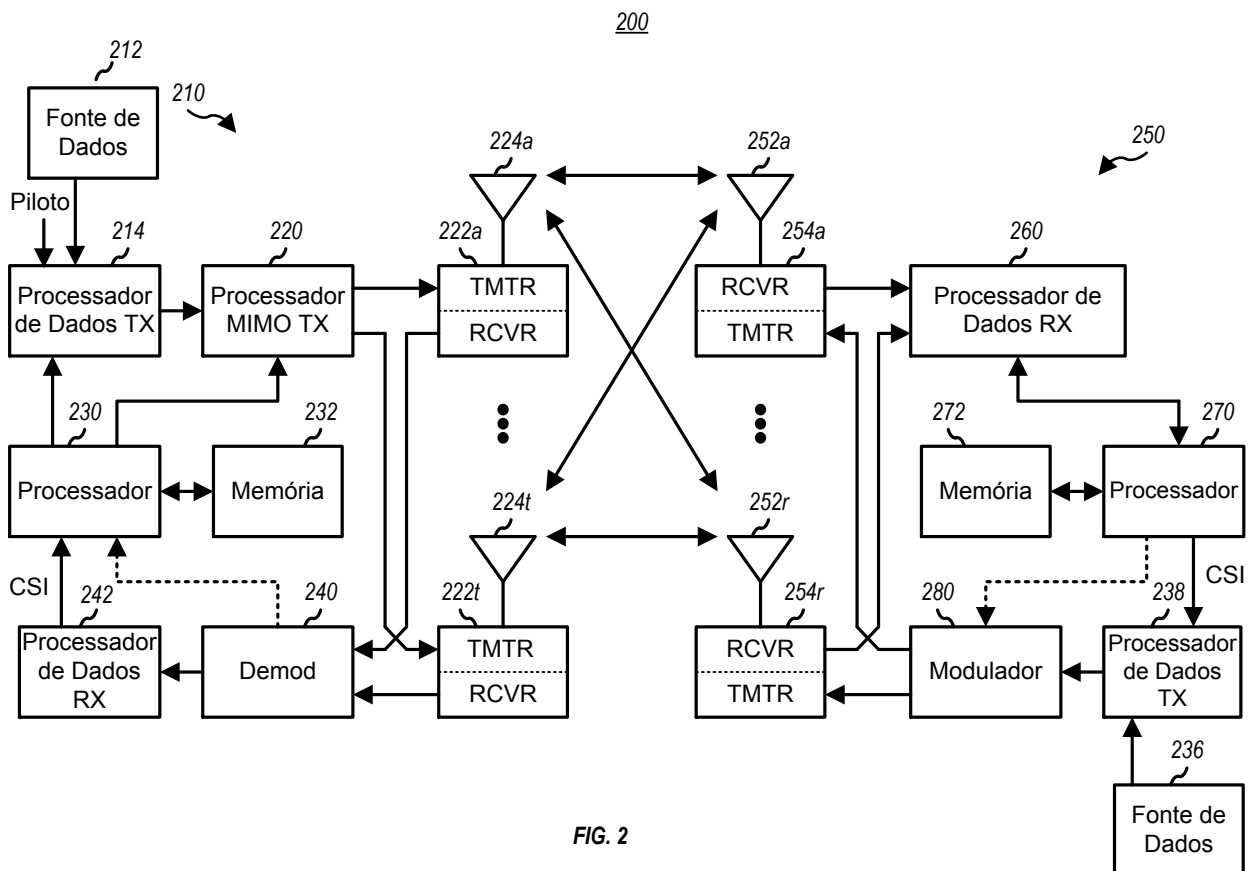 200
212
Fonte de
Dados
210
Piloto
214
Processador
de Dados TX
220
Processador
MIMO TX
222a
TMTR
RCVR
224a
252a
254a
RCVR
TMTR
250
260
Processador de
Dados RX
230
Processador
232
Memória
272
Memória
270
Processador
CSI
242
Processador
de Dados
RX
240
Demod
222t
TMTR
RCVR
224t
252r
254r
RCVR
TMTR
280
Modulador
CSI
238
Processador
de Dados
TX
236
Fonte de
Dados
FIG. 2